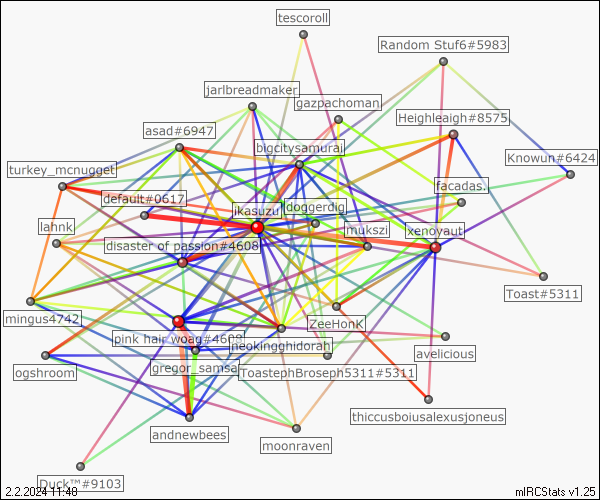 tescoroll
Random Stuf6#5983
jarlbreadmaker
gazpachoman
Heighleaigh#8575
asad#6947
bigcitysamurai
Knowun#6424
turkey_mcnugget
facadas.
default#0617
ikasuzu
doggerdig
lahnk
mukszi
xenoyaut
disaster of passion#4608
Toast#5311
mingus4742
ZeeHonK
pink hair woag#4608
neokingghidorah
avelicious
ogshroom
gregor_samsa
ToastephBroseph5311#5311
thiccusboiusalexusjoneus
andnewbees
moonraven
Duck™#9103
2.2.2024 11:48
mIRCStats v1.25